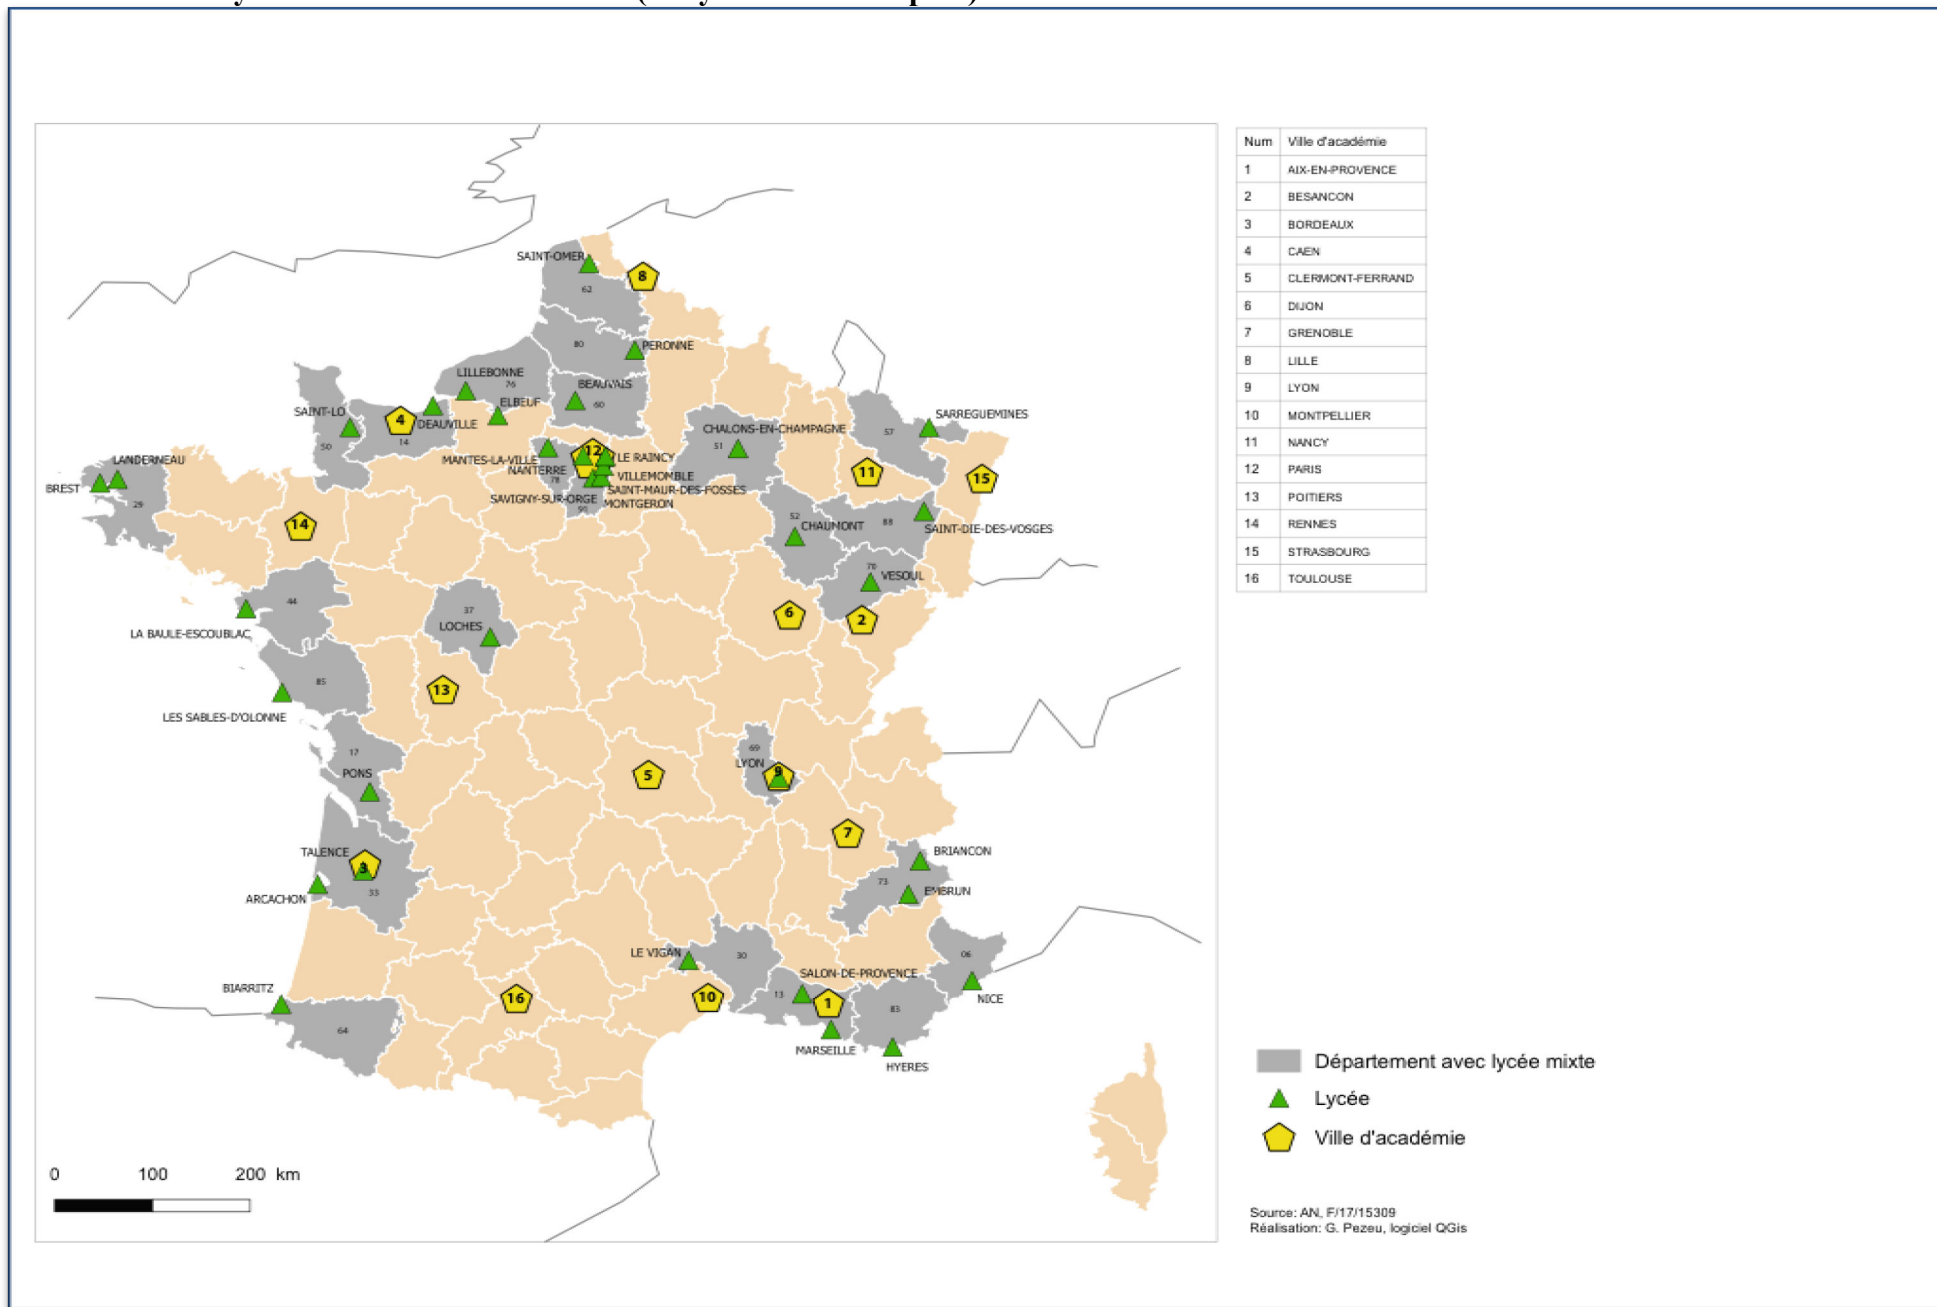 Num Ville d'académie
1 AIX-EN-PROVENCE
2 BESANCON
3 BORDEAUX
4 CAEN
5 CLERMONT-FERRAND
6 DIJON
7 GRENOBLE
8 LILLE
9 LYON
10 MONTPELLIER
11 NANCY
12 PARIS
13 POITIERS
14 RENNES
15 STRASBOURG
16 TOULOUSE
SAINT-OMER
8
62
80
PERONNE
LILLEBONNE
76
BEAUVAIS
60
ELBEUF
SAINT-LO
4
DEAUVILLE
14
50
CHALONS-EN-CHAMPAGNE
51
SARREGUEMINES
57
MANTES-LA-VILLE
12
LE RAINCY
NANTERRE
78
VILLEMOMBLE
SAINT-MAUR-DES-FOSSES
SAVIGNY-SUR-ORGE
MONTGERON
91
11
15
LANDERNEAU
BREST
29
14
52
CHAUMONT
88
SAINT-DIE-DES-VOSGES
70
VESOUL
44
LA BAULE-ESCOUBLAC
37
LOCHES
6
2
85
13
LES SABLES-D'OLONNE
17
PONS
69
LYON
9
5
7
TALENCE
3
33
ARCACHON
BRIANCON
73
EMBRUN
LE VIGAN
30
06
SALON-DE-PROVENCE
13
1
83
NICE
BIARRITZ
64
16
10
MARSEILLE
HYERES
Département avec lycée mixte
Lycée
Ville d'académie
0 100 200 km
Source: AN, F/17/15309
Réalisation: G. Pezeu, logiciel QGis